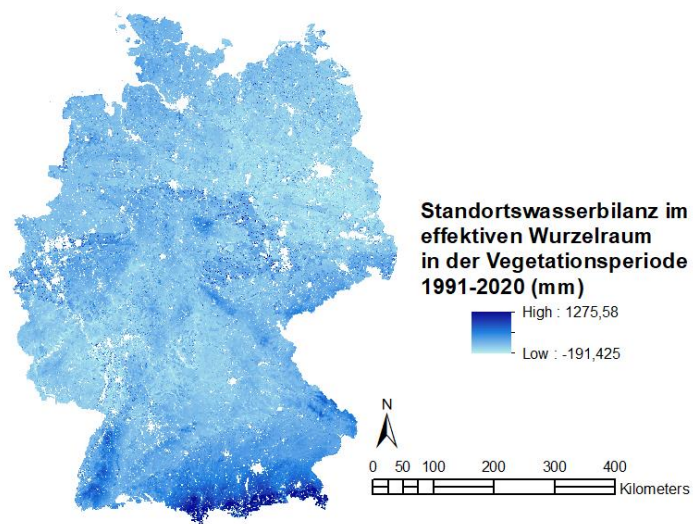 Standortswasserbilanz im
effektiven Wurzelraum
in der Vegetationsperiode
1991-2020 (mm)
High : 1275,58
Low : -191,425
N
0 50 100 200 300 400
Kilometers